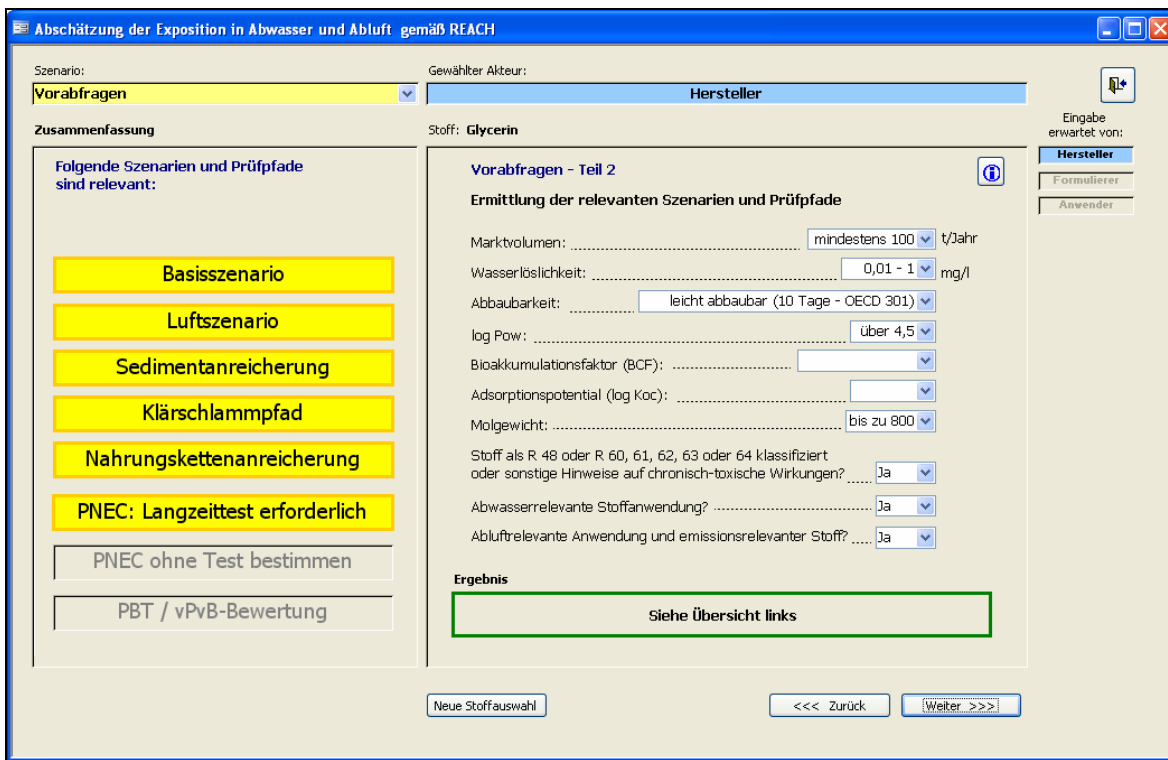 Abschätzung der Exposition in Abwasser und Abluft gemäß REACH
Szenario:
Vorabfragen
Gewählter Akteur:
Hersteller
Zusammenfassung
Stoff: Glycerin
Eingabe
erwartet von:
Hersteller
Formulierer
Anwender
Folgende Szenarien und Prüfpfade
sind relevant:
Basisszenario
Luftszenario
Sedimentanreicherung
Klärschlammpfad
Nahrungskettenanreicherung
PNEC: Langzeittest erforderlich
PNEC ohne Test bestimmen
PBT / vPvB-Bewertung
Vorabfragen - Teil 2
Ermittlung der relevanten Szenarien und Prüfpfade
Marktvolumen: mindestens 100 t/Jahr
Wasserlöslichkeit: 0,01 - 1 mg/l
Abbaubarkeit: leicht abbaubar (10 Tage - OECD 301)
log Pow: über 4,5
Bioakkumulationsfaktor (BCF):
Adsorptionspotential (log Koc):
Molgewicht: bis zu 800
Stoff als R 48 oder R 60, 61, 62, 63 oder 64 klassifiziert
oder sonstige Hinweise auf chronisch-toxische Wirkungen? Ja
Abwasserrelevante Stoffanwendung? Ja
Abluftrelevante Anwendung und emissionsrelevanter Stoff? Ja
Ergebnis
Siehe Übersicht links
Neue Stoffauswahl
<<< Zurück
Weiter >>>